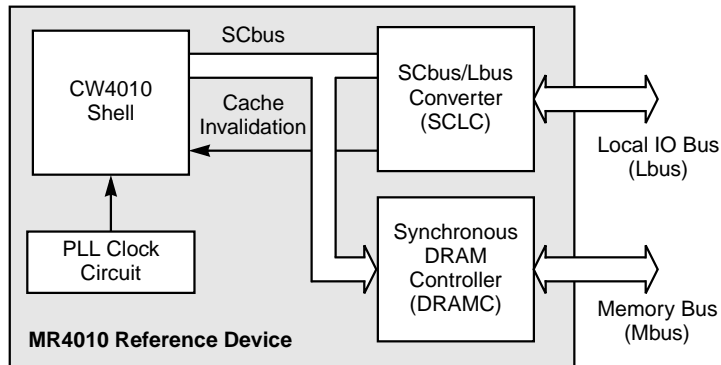 SCbus
CW4010
Shell
Cache
Invalidation
SCbus/Lbus
Converter
(SCLC)
Local IO Bus
(Lbus)
PLL Clock
Circuit
Synchronous
DRAM
Controller
(DRAMC)
Memory Bus
(Mbus)
MR4010 Reference Device